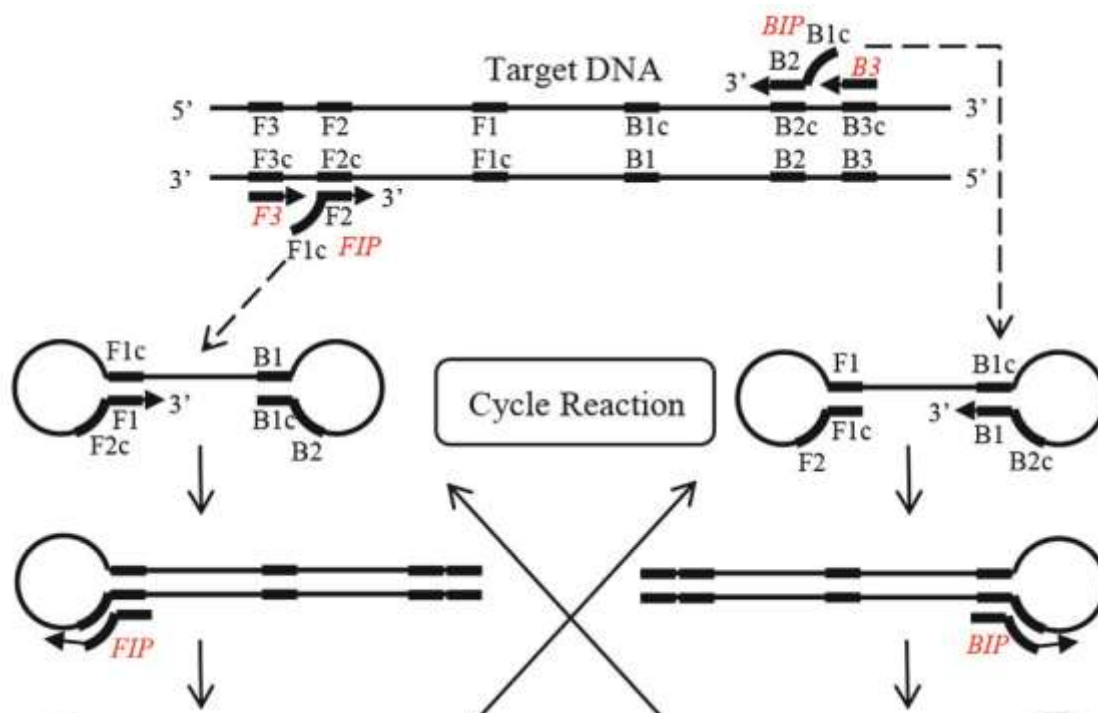 BIP B1c
Target DNA B2 B3
3’
5’ 3’
F3 F2 F1 B1c B2c B3c
F3c F2c F1c B1 B2 B3
3’ 5’
F3 F2 3’
F1c FIP
F1c B1
F1 3’ B1c
F2c B2
Cycle Reaction
F1 B1c
F1c 3’ B1
F2 B2c
FIP
BIP